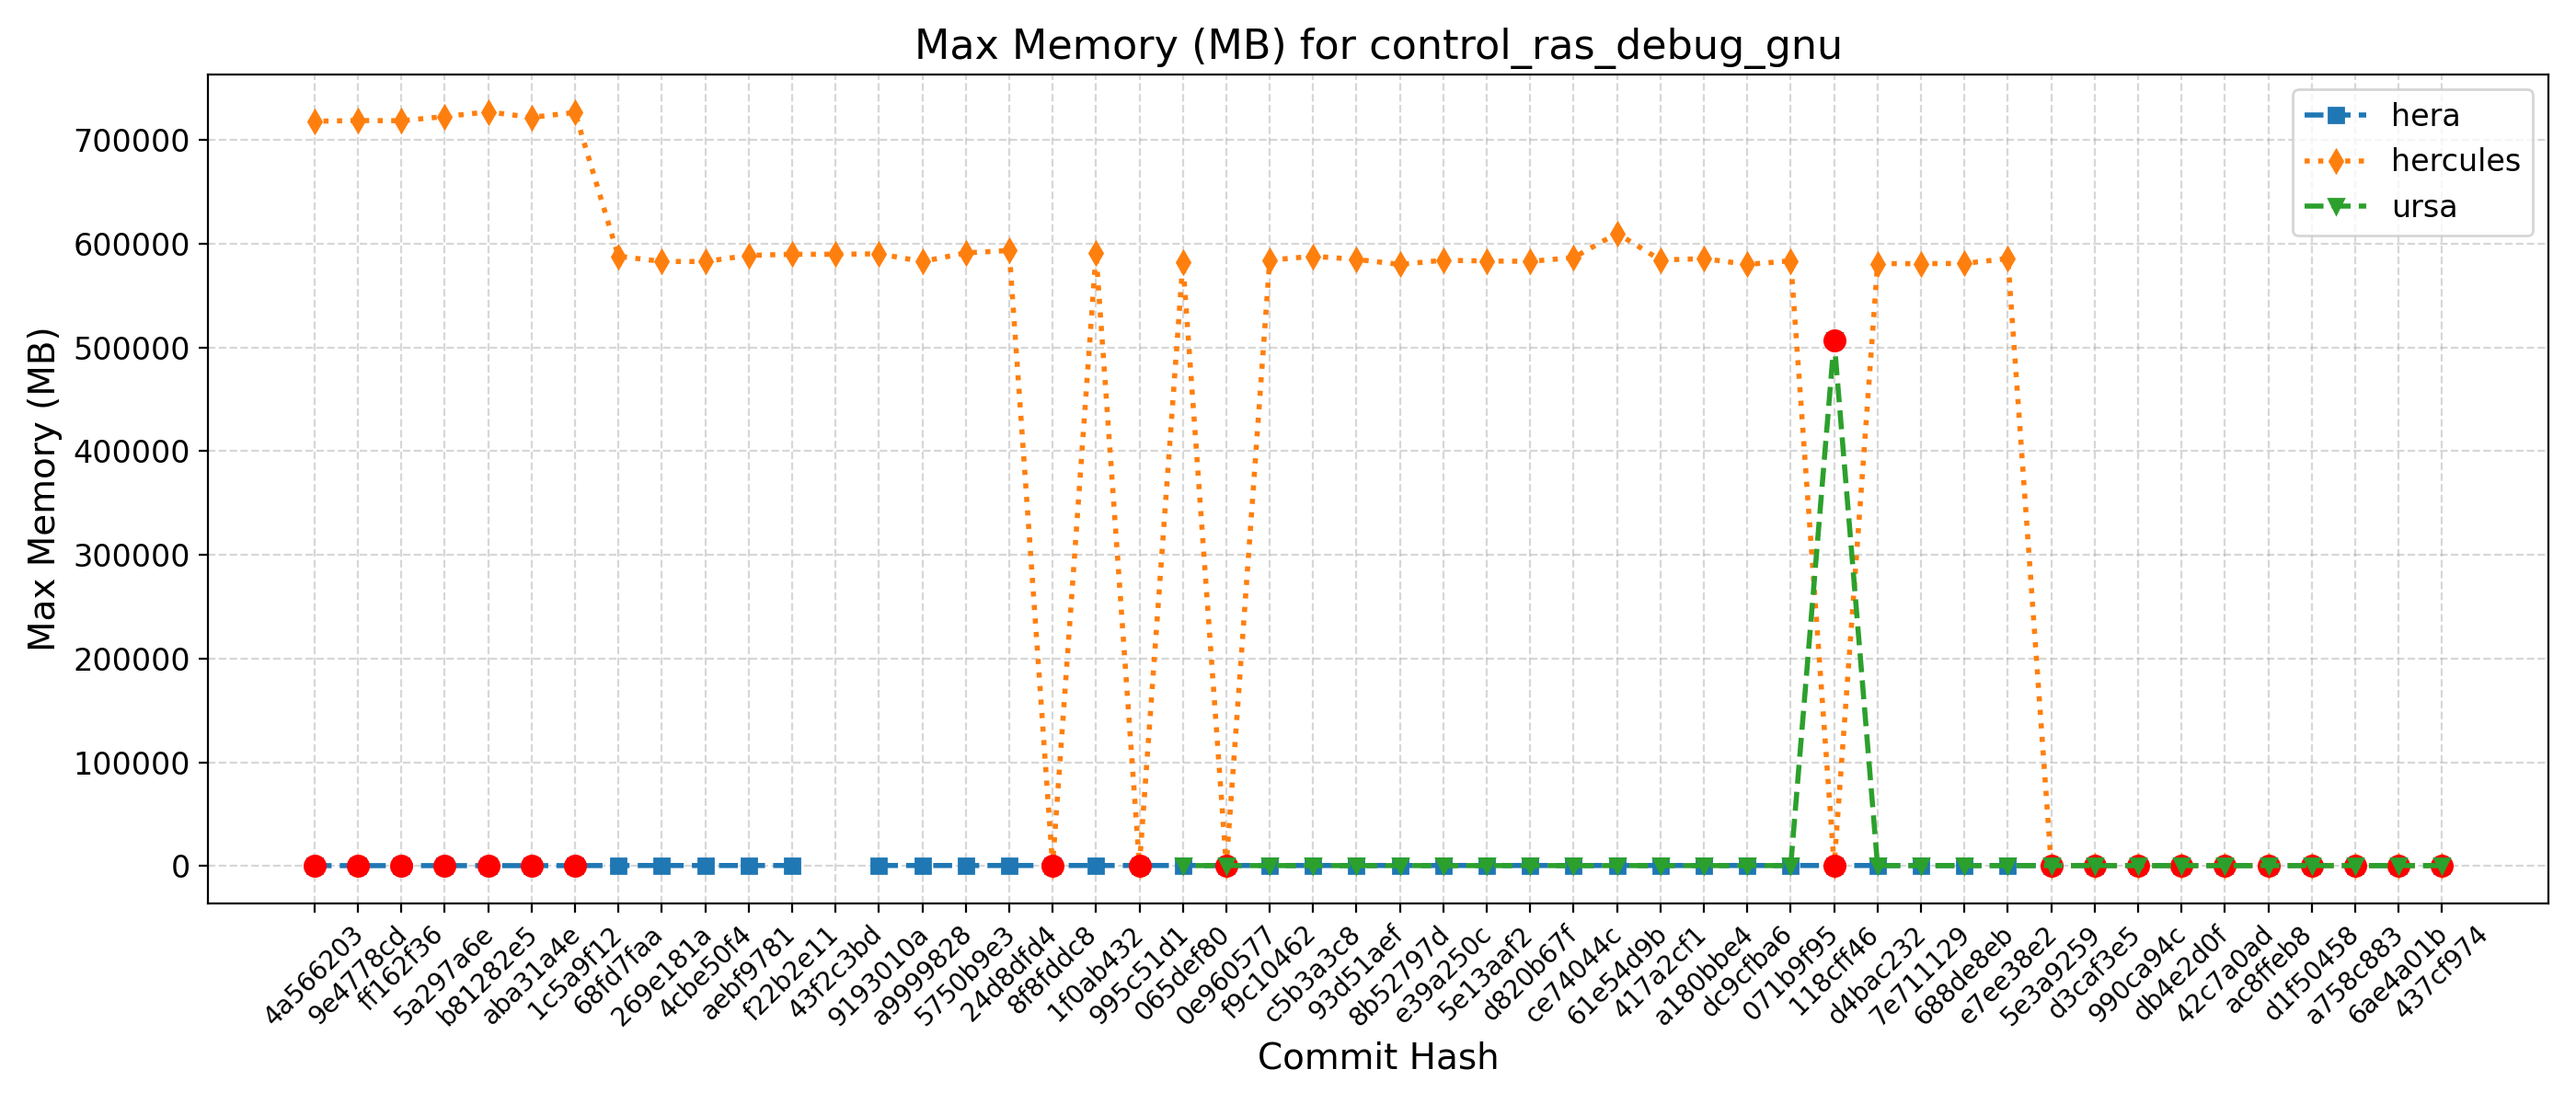 Max Memory (MB) for control_ras_debug_gnu
hera
hercules
ursa
Max Memory (MB)
700000
600000
500000
400000
300000
200000
100000
0
4a566203
9e4778cd
ff162f36
5a297a6e
b81282e5
aba31a4e
1c5a9f12
68fd7faa
269e181a
4cbe50f4
aebf9781
f22b2e11
43f2c3bd
9193010a
a9999828
5750b9e3
24d8dfd4
8f8fddc8
1f0ab432
995c51d1
065def80
0e960577
f9c10462
c5b3a3c8
93d51aef
8b52797d
e39a250c
5e13aaf2
d820b67f
ce74044c
61e54d9b
417a2cf1
a180bbe4
dc9cfba6
071b9f95
118cff46
d4bac232
7e711129
688de8eb
e7ee38e2
5e3a9259
d3caf3e5
990ca94c
db4e2d0f
42c7a0ad
ac8ffeb8
d1f50458
a758c883
6ae4a01b
437cf974
Commit Hash